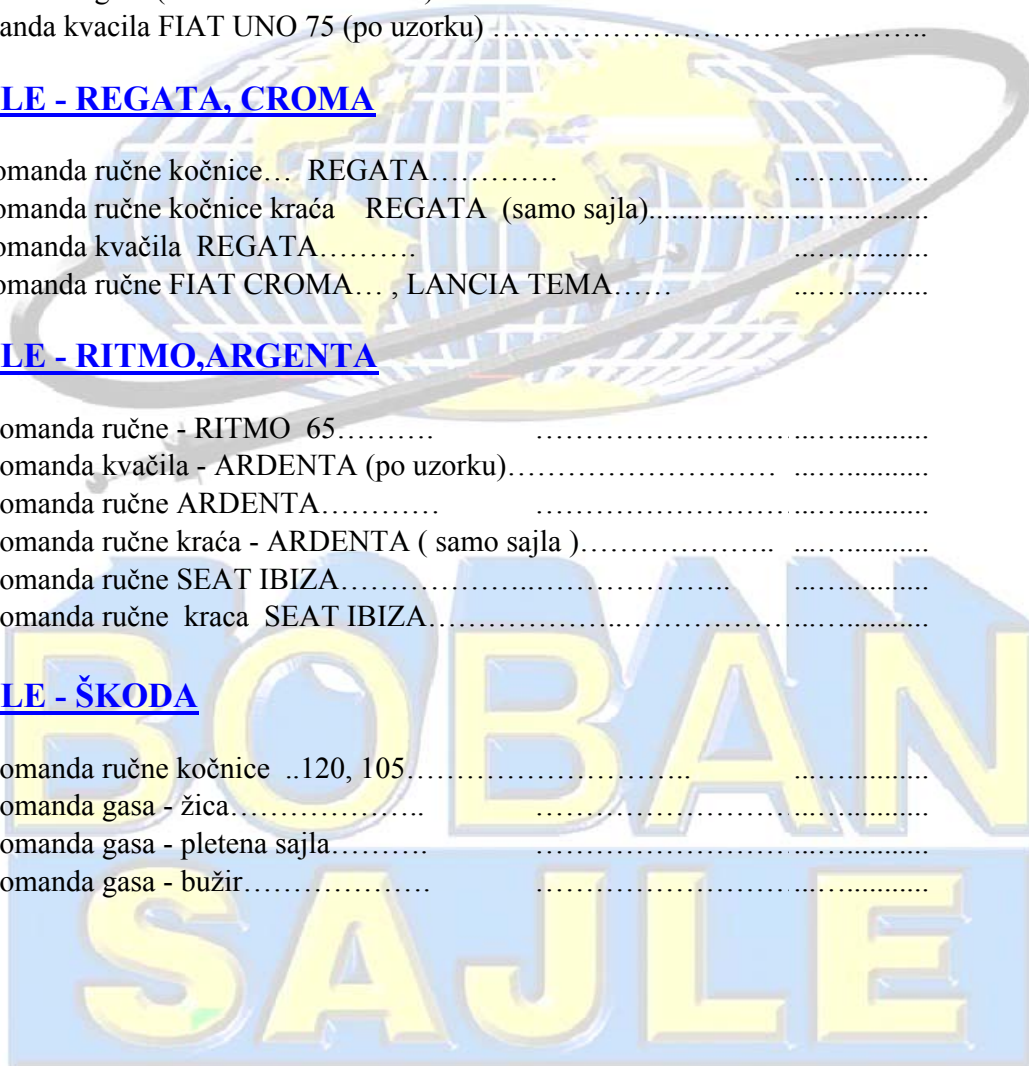 anda kvacila FIAT UNO 75 (po uzorku) ……………………………………..
LE - REGATA, CROMA
omanda ručne kočnice… REGATA…………. ...…...........
omanda ručne kočnice kraća REGATA (samo sajla)...................... ...…...........
omanda kvačila REGATA………. ...…...........
omanda ručne FIAT CROMA… , LANCIA TEMA…… ...…...........
LE - RITMO,ARGENTA
omanda ručne - RITMO 65………. ……………………. ...…...........
omanda kvačila - ARDENTA (po uzorku)……………………… ...…...........
omanda ručne ARDENTA………… ……………………. ...…...........
omanda ručne kraća - ARDENTA ( samo sajla )………………. ...…...........
omanda ručne SEAT IBIZA………………..……………….. ...…...........
omanda ručne kraca SEAT IBIZA……………….……………. ...…...........
LE - ŠKODA
omanda ručne kočnice ..120, 105………………………. ...…...........
omanda gasa - žica………………. ……………………. ...…...........
omanda gasa - pletena sajla………. ……………………. ...…...........
omanda gasa - bužir………………. ……………………. ...…...........
BOBAN
SAJLE